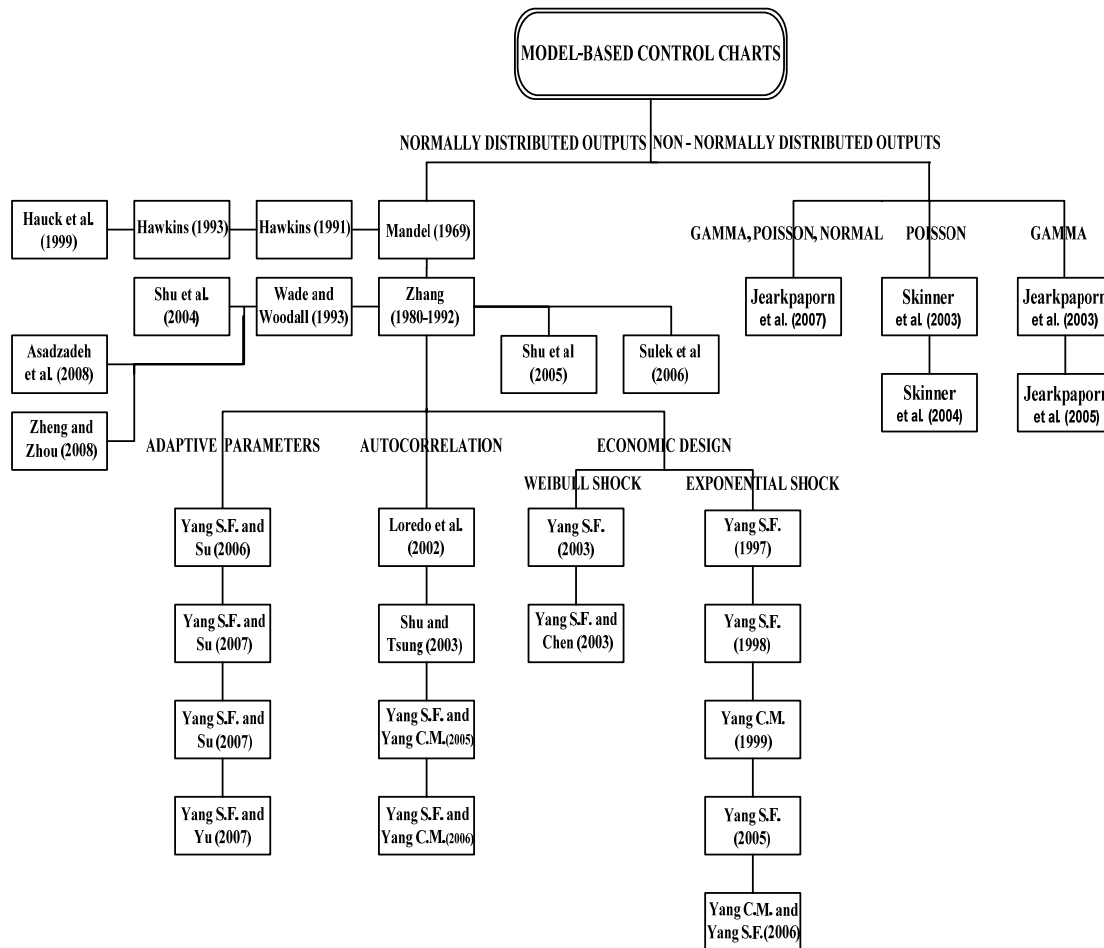 MODEL-BASED CONTROL CHARTS
NORMALLY DISTRIBUTED OUTPUTS
NON - NORMALLY DISTRIBUTED OUTPUTS
Hauck et al.
(1999)
Hawkins (1993)
Hawkins (1991)
Mandel (1969)
GAMMA, POISSON, NORMAL
POISSON
GAMMA
Shu et al.
(2004)
Wade and
Woodall (1993)
Zhang
(1980-1992)
Jearkpaporn
et al. (2007)
Skinner
et al. (2003)
Jearkpaporn
et al. (2003)
Asadzadeh
et al. (2008)
Shu et al
(2005)
Sulek et al
(2006)
Skinner
et al. (2004)
Jearkpaporn
et al. (2005)
Zheng and
Zhou (2008)
ADAPTIVE PARAMETERS
AUTOCORRELATION
ECONOMIC DESIGN
WEIBULL SHOCK
EXPONENTIAL SHOCK
Yang S.F. and
Su (2006)
Loredo et al.
(2002)
Yang S.F.
(2003)
Yang S.F.
(1997)
Yang S.F. and
Su (2007)
Shu and
Tsung (2003)
Yang S.F. and
Chen (2003)
Yang S.F.
(1998)
Yang S.F. and
Su (2007)
Yang S.F. and
Yang C.M. (2005)
Yang C.M.
(1999)
Yang S.F. and
Yu (2007)
Yang S.F. and
Yang C.M. (2006)
Yang S.F.
(2005)
Yang C.M. and
Yang S.F. (2006)